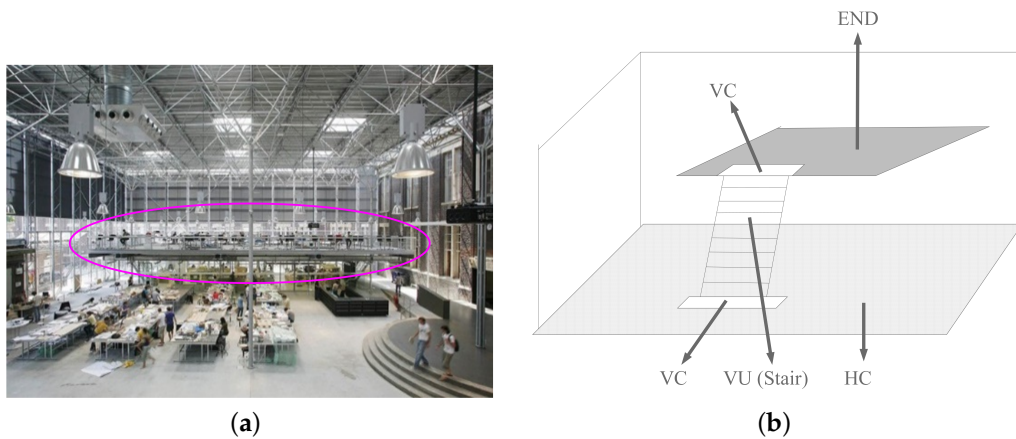 END
VC
VC
VU (Stair)
HC
(a)
(b)